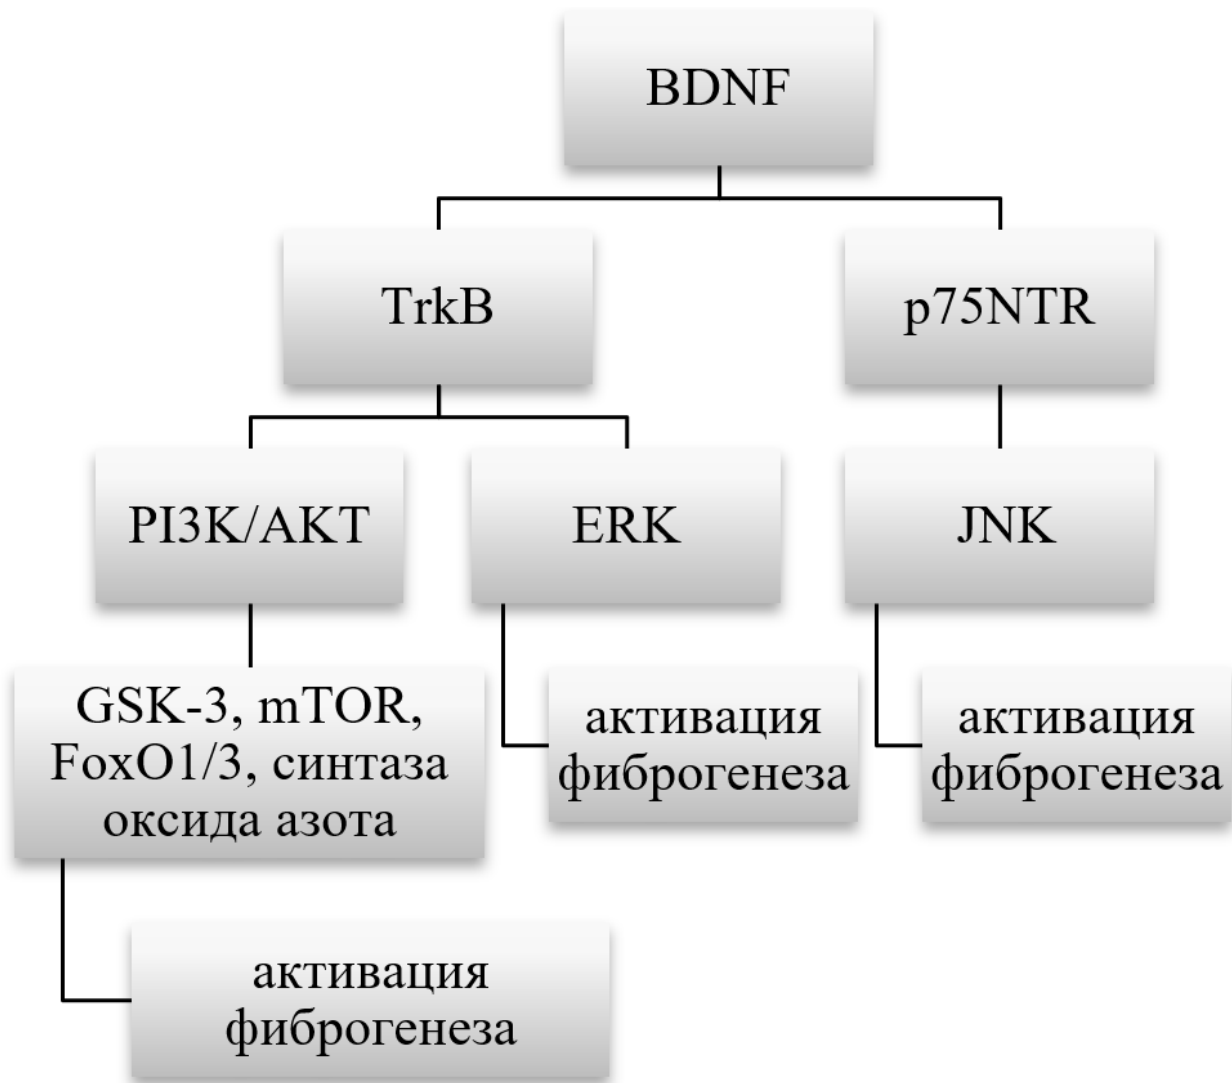 BDNF
TrkB
p75NTR
PI3K/AKT
ERK
JNK
GSK-3, mTOR,
FoxO1/3, синтаза
оксида азота
активация
фиброгенеза
активация
фиброгенеза
активация
фиброгенеза